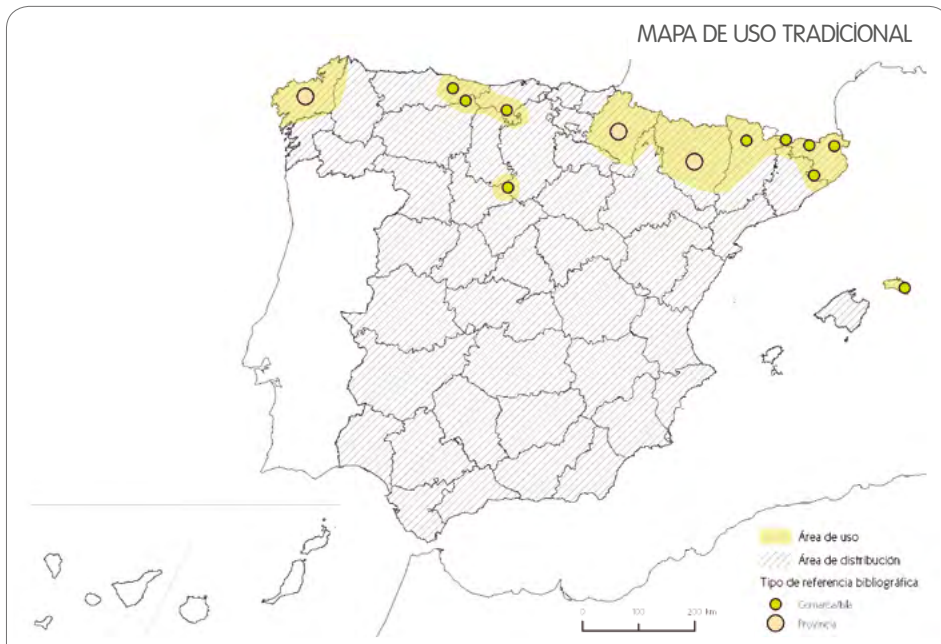 MAPA DE USO TRADICIONAL
Área de uso
Área de distribución
Tipo de referencia bibliográfica
Comarca/Isla
Provincia
0 100 200 km